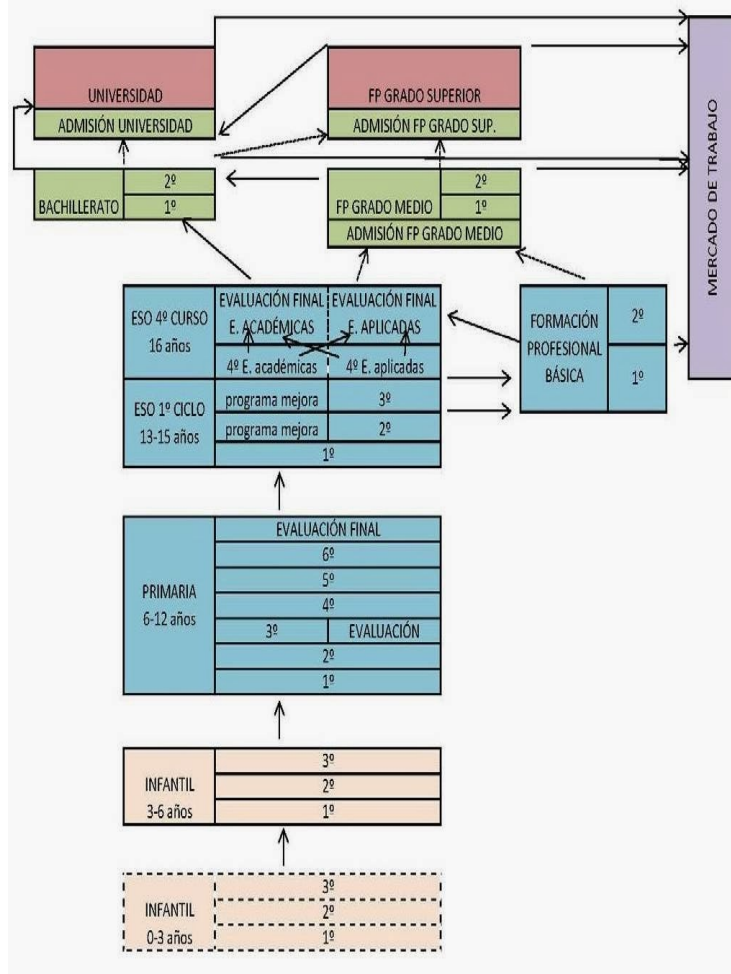 UNIVERSIDAD
ADMISIÓN UNIVERSIDAD
FP GRADO SUPERIOR
ADMISIÓN FP GRADO SUP.
MERCADO DE TRABAJO
BACHILLERATO
2º
1º
FP GRADO MEDIO
2º
1º
ADMISIÓN FP GRADO MEDIO
ESO 4º CURSO
16 años
EVALUACIÓN FINAL
E. ACADÉMICAS
EVALUACIÓN FINAL
E. APLICADAS
4º E. académicas
4º E. aplicadas
FORMACIÓN
PROFESIONAL
BÁSICA
2º
1º
ESO 1º CICLO
13-15 años
programa mejora
3º
programa mejora
2º
1º
PRIMARIA
6-12 años
EVALUACIÓN FINAL
6º
5º
4º
3º
EVALUACIÓN
2º
1º
INFANTIL
3-6 años
3º
2º
1º
INFANTIL
0-3 años
3º
2º
1º